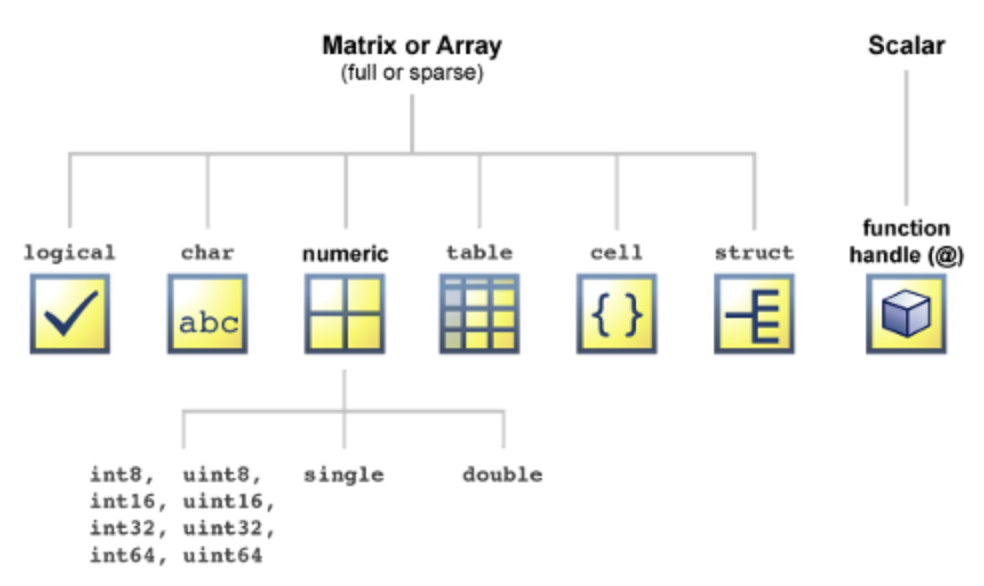 Matrix or Array
(full or sparse)
Scalar
logical
char
numeric
table
cell
struct
function
handle (@)
abc
{ }
int8, uint8,
int16, uint16,
int32, uint32,
int64, uint64
single
double